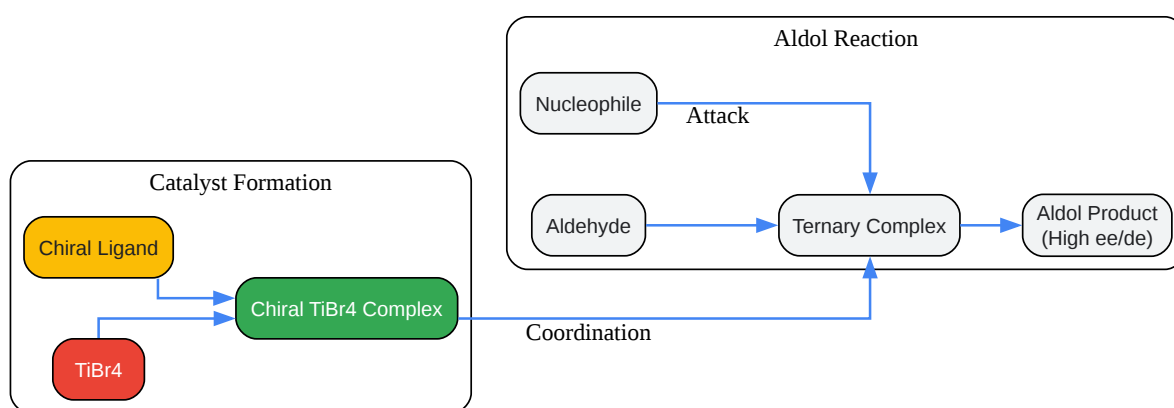 Aldol Reaction
Nucleophile
Attack
Catalyst Formation
Chiral Ligand
Aldehyde
Ternary Complex
Aldol Product
(High ee/de)
Chiral TiBr4 Complex
Coordination
TiBr4